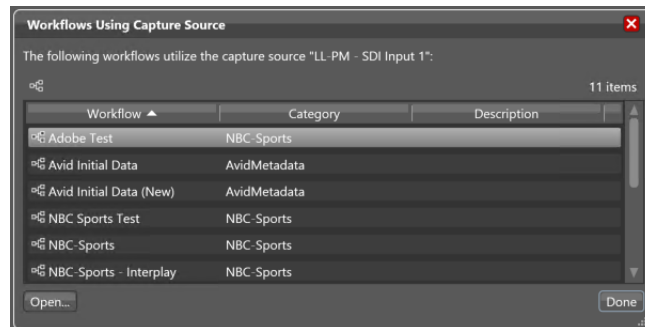 Workflows Using Capture Source
The following workflows utilize the capture source "LL-PM - SDI Input 1":
11 items
Workflow Category Description
Adobe Test NBC-Sports
Avid Initial Data AvidMetadata
Avid Initial Data (New) AvidMetadata
NBC Sports Test NBC-Sports
NBC-Sports NBC-Sports
NBC-Sports - Interplay NBC-Sports
Open... Done